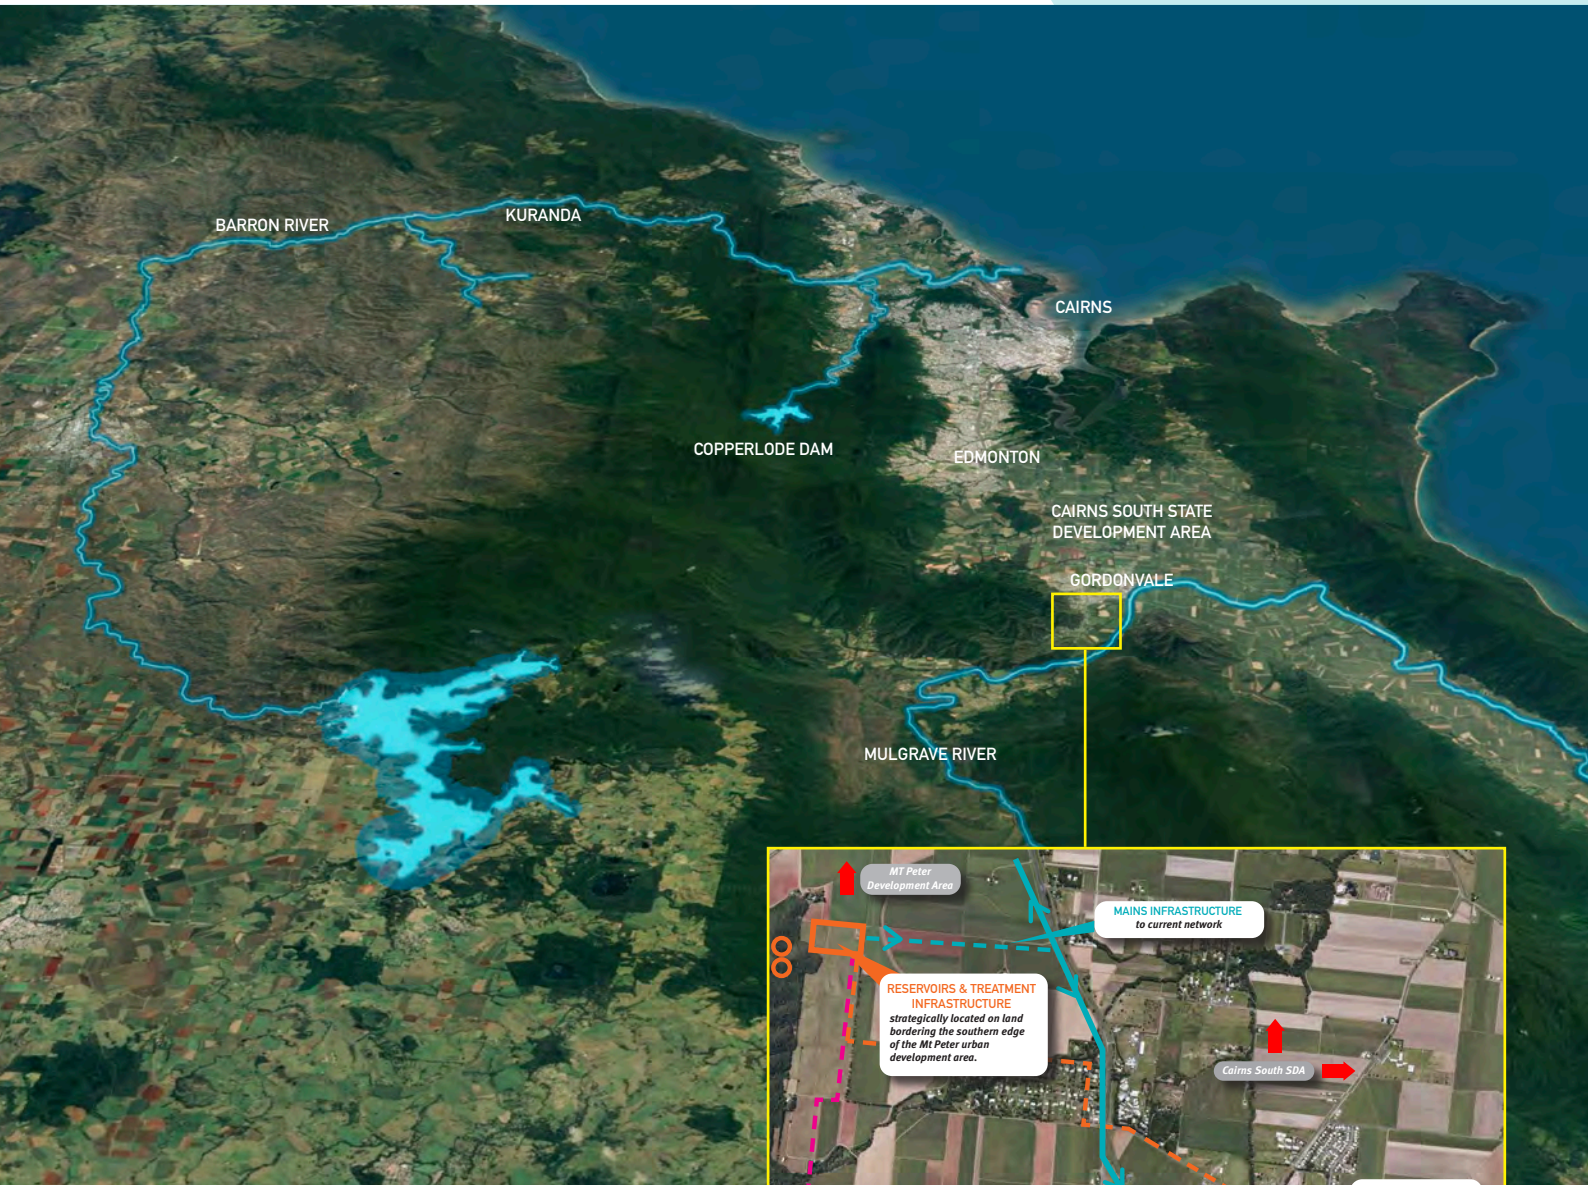 BARRON RIVER
KURANDA
CAIRNS
COPPERLODE DAM
EDMONTON
CAIRNS SOUTH STATE
DEVELOPMENT AREA
GORDONVALE
MULGRAVE RIVER
MT Peter
Development Area
MAINS INFRASTRUCTURE
to current network
RESERVOIRS & TREATMENT
INFRASTRUCTURE
strategically located on land
bordering the southern edge
of the Mt Peter urban
development area.
Cairns South SDA